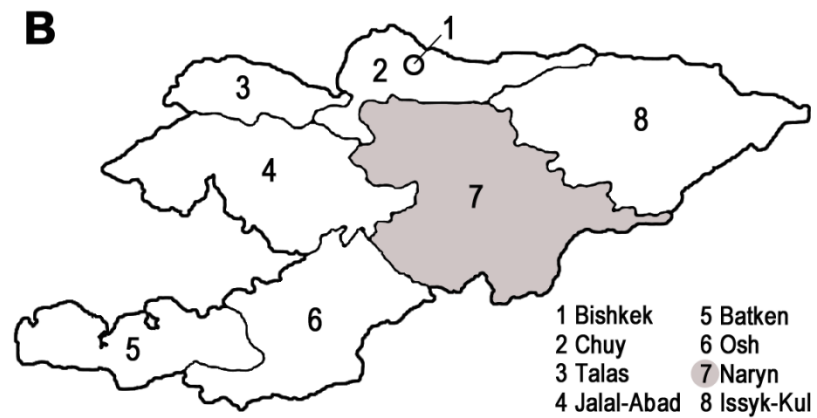 B
1
2
3
8
4
7
6
5
1 Bishkek
2 Chuy
3 Talas
4 Jalal-Abad
5 Batken
6 Osh
7 Naryn
8 Issyk-Kul